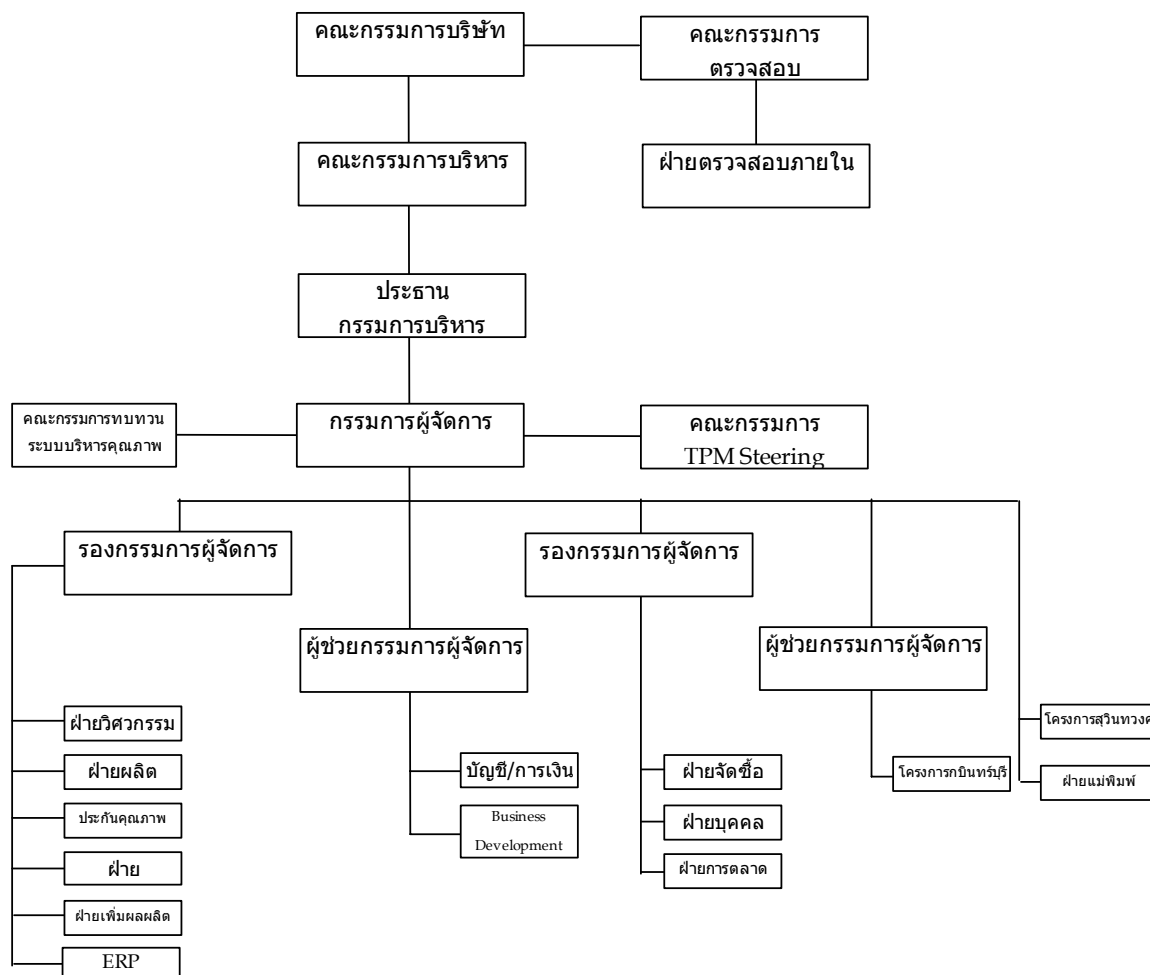 คณะกรรมการบริษัท
คณะกรรมการ
ตรวจสอบ
คณะกรรมการบริหาร
ฝ่ายตรวจสอบภายใน
ประธาน
กรรมการบริหาร
คณะกรรมการทบทวน
ระบบบริหารคุณภาพ
กรรมการผู้จัดการ
คณะกรรมการ
TPM Steering
รองกรรมการผู้จัดการ
รองกรรมการผู้จัดการ
ผู้ช่วยกรรมการผู้จัดการ
ผู้ช่วยกรรมการผู้จัดการ
ฝ่ายวิศวกรรม
ฝ่ายผลิต
ประกันคุณภาพ
ฝ่าย
ฝ่ายเพิ่มผลผลิต
ERP
บัญชี/การเงิน
Business
Development
ฝ่ายจัดซื้อ
ฝ่ายบุคคล
ฝ่ายการตลาด
โครงการกบินทร์บุรี
โครงการสุวินทวงศ
ฝ่ายแม่พิมพ์